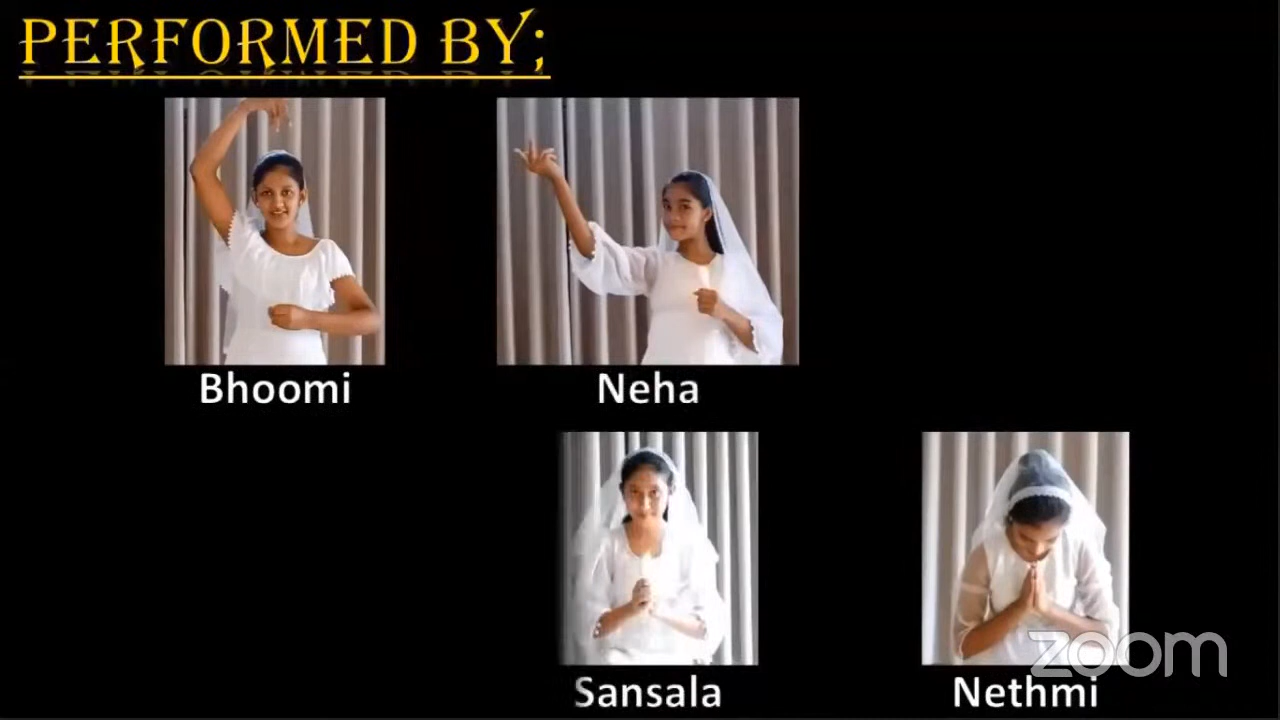 PERFORMED BY;
Bhoomi
Neha
Sansala
Nethmi
zoom